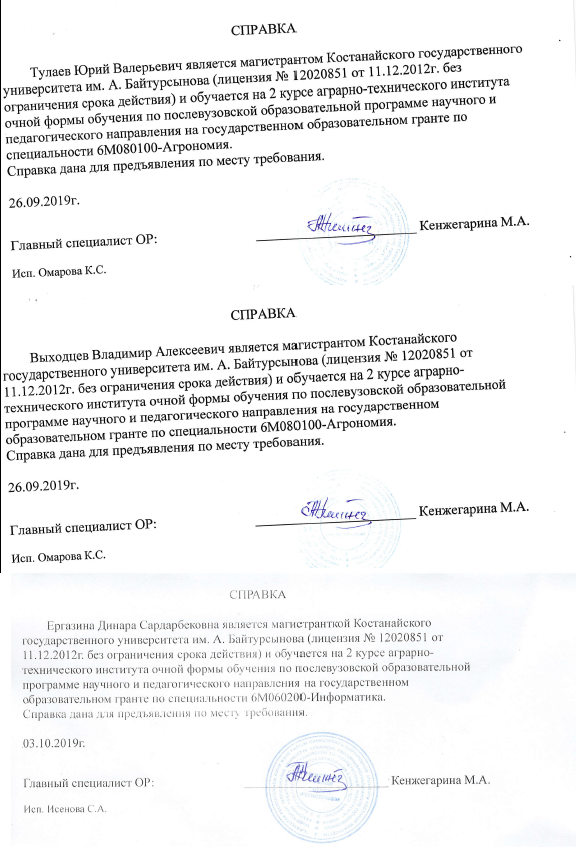 СПРАВКА
Тулаев Юрий Валерьевич является магистрантом Костанайского государственного
университета им. А. Байтурсынова (лицензия № 12020851 от 11.12.2012г. без
ограничения срока действия) и обучается на 2 курсе аграрно-технического института
очной формы обучения по послевузовской образовательной программе научного и
педагогического направления на государственном образовательном гранте по
специальности 6М080100-Агрономия.
Справка дана для предъявления по месту требования.
26.09.2019г.
Главный специалист ОР: Кенжегарина М.А.
Исп. Омарова К.С.
СПРАВКА
Выходцев Владимир Алексеевич является магистрантом Костанайского
государственного университета им. А. Байтурсынова (лицензия № 12020851 от
11.12.2012г. без ограничения срока действия) и обучается на 2 курсе аграрно-
технического института очной формы обучения по послевузовской образовательной
программе научного и педагогического направления на государственном
образовательном гранте по специальности 6М080100-Агрономия.
Справка дана для предъявления по месту требования.
26.09.2019г.
Главный специалист ОР: Кенжегарина М.А.
Исп. Омарова К.С.
СПРАВКА
Ергазина Динара Сардарбековна является магистранткой Костанайского
государственного университета им. А. Байтурсынова (лицензия № 12020851 от
11.12.2012г. без ограничения срока действия) и обучается на 2 курсе аграрно-
технического института очной формы обучения по послевузовской образовательной
программе научного и педагогического направления на государственном
образовательном гранте по специальности 6М060200-Информатика.
Справка дана для предъявления по месту требования.
03.10.2019г.
Главный специалист ОР: Кенжегарина М.А.
Исп. Исенова С.А.